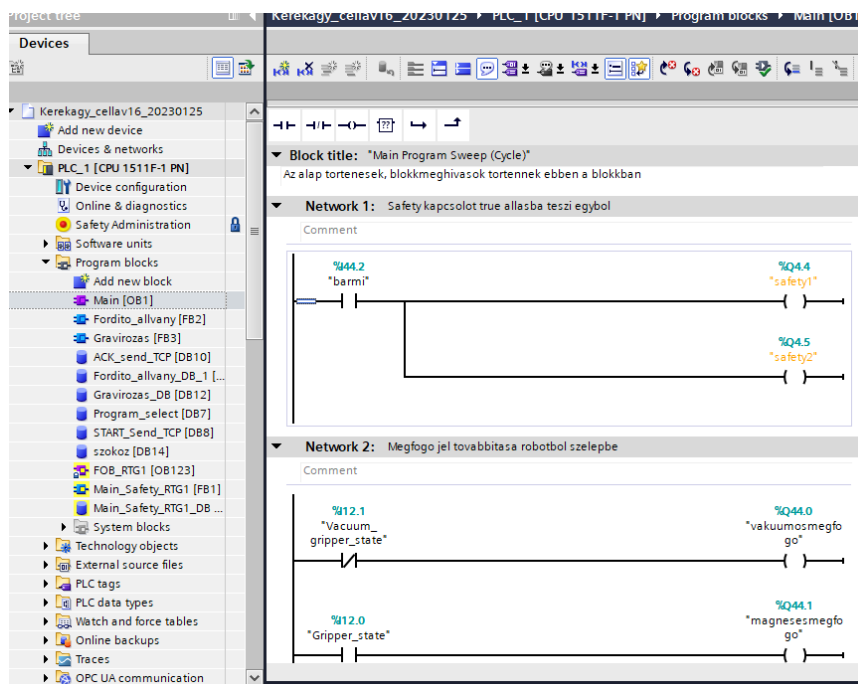 Project tree
Kerekagy_cellav16_20230125 ▸ PLC_1 [CPU 1511F-1 PN] ▸ Program blocks ▸ Main [OB1
Devices
Kerekagy_cellav16_20230125
Add new device
Devices & networks
PLC_1 [CPU 1511F-1 PN]
Device configuration
Online & diagnostics
Safety Administration
Software units
Program blocks
Add new block
Main [OB1]
Fordito_allvany [FB2]
Gravirozas [FB3]
ACK_send_TCP [DB10]
Fordito_allvany_DB_1 [...
Gravirozas_DB [DB12]
Program_select [DB7]
START_Send_TCP [DB8]
szokoz [DB14]
FOB_RTG1 [OB123]
Main_Safety_RTG1 [FB1]
Main_Safety_RTG1_DB ...
System blocks
Technology objects
External source files
PLC tags
PLC data types
Watch and force tables
Online backups
Traces
OPC UA communication
??
Block title: "Main Program Sweep (Cycle)"
Az alap tortenesek, blokkmeghivasok tortennek ebben a blokkban
Network 1: Safety kapcsolot true allasba teszi egybol
Comment
%I44.2
"barmi"
%Q4.4
"safety1"
%Q4.5
"safety2"
Network 2: Megfogo jel tovabbitasa robotbol szelepbe
Comment
%I12.1
"Vacuum_
gripper_state"
%Q44.0
"vakuumosmegfo
go"
%I12.0
"Gripper_state"
%Q44.1
"magnesesmegfo
go"